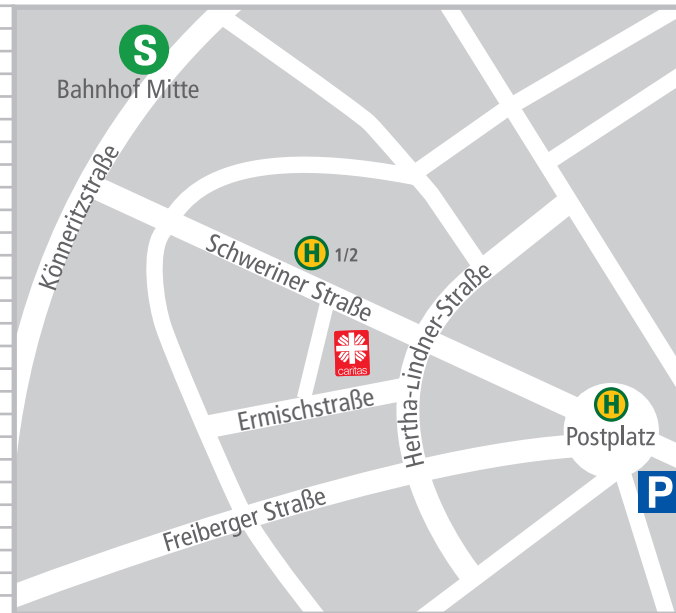 S
Bahnhof Mitte
Könneritzstraße
H 1/2
Schweriner Straße
caritas
Hertha-Lindner-Straße
Ermischstraße
H
Postplatz
P
Freiberger Straße